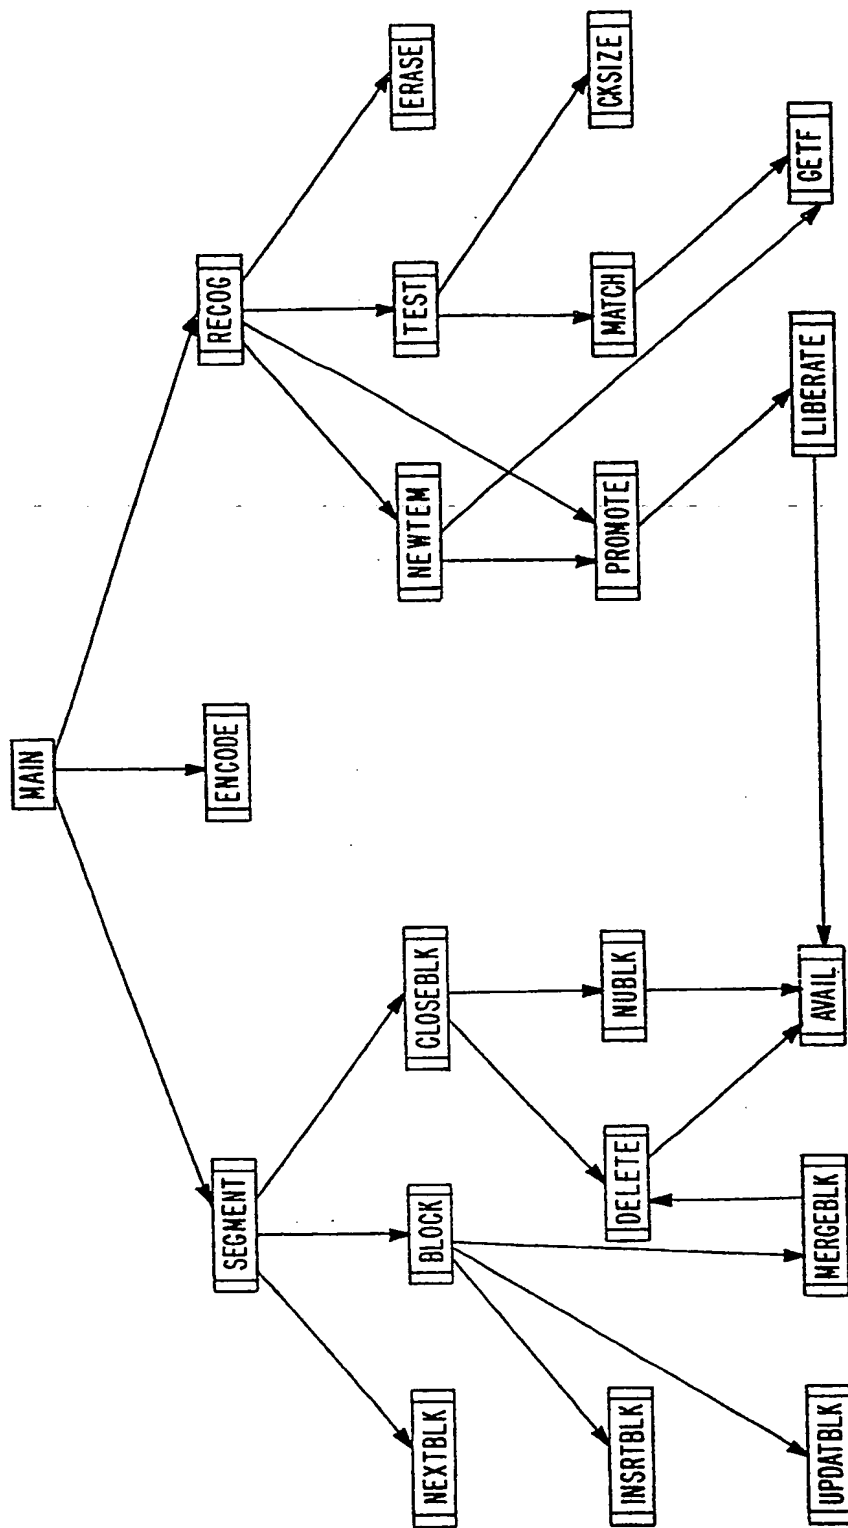 MAIN
SEGMENT
ENCODE
RECOG
NEXTBLK
BLOCK
CLOSEBLK
NEWTEM
TEST
ERASE
INSRTBLK
DELETE
NUBLK
PROMOTE
MATCH
CKSIZE
UPDATBLK
MERGEBLK
AVAIL
LIBERATE
GETF